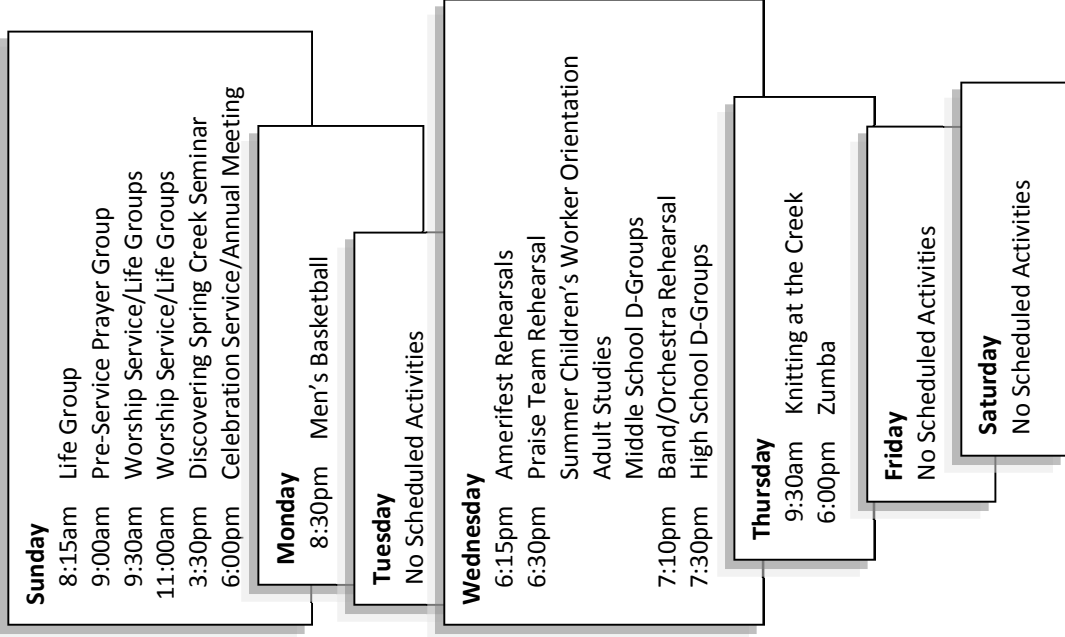 Sunday
8:15am Life Group
9:00am Pre-Service Prayer Group
9:30am Worship Service/Life Groups
11:00am Worship Service/Life Groups
3:30pm Discovering Spring Creek Seminar
6:00pm Celebration Service/Annual Meeting
Monday
8:30pm Men’s Basketball
Tuesday
No Scheduled Activities
Wednesday
6:15pm Amerifest Rehearsals
6:30pm Praise Team Rehearsal
Summer Children’s Worker Orientation
Adult Studies
Middle School D-Groups
7:10pm Band/Orchestra Rehearsal
7:30pm High School D-Groups
Thursday
9:30am Knitting at the Creek
6:00pm Zumba
Friday
No Scheduled Activities
Saturday
No Scheduled Activities